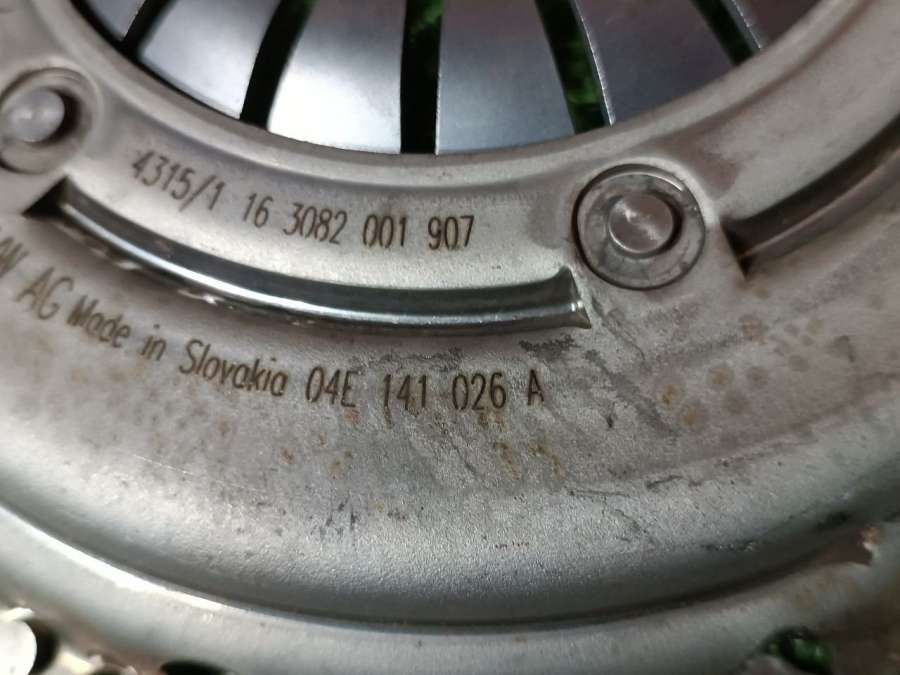 4315/1 16 3082 001 907
AG Made in Slovakia 04E 141 026 A